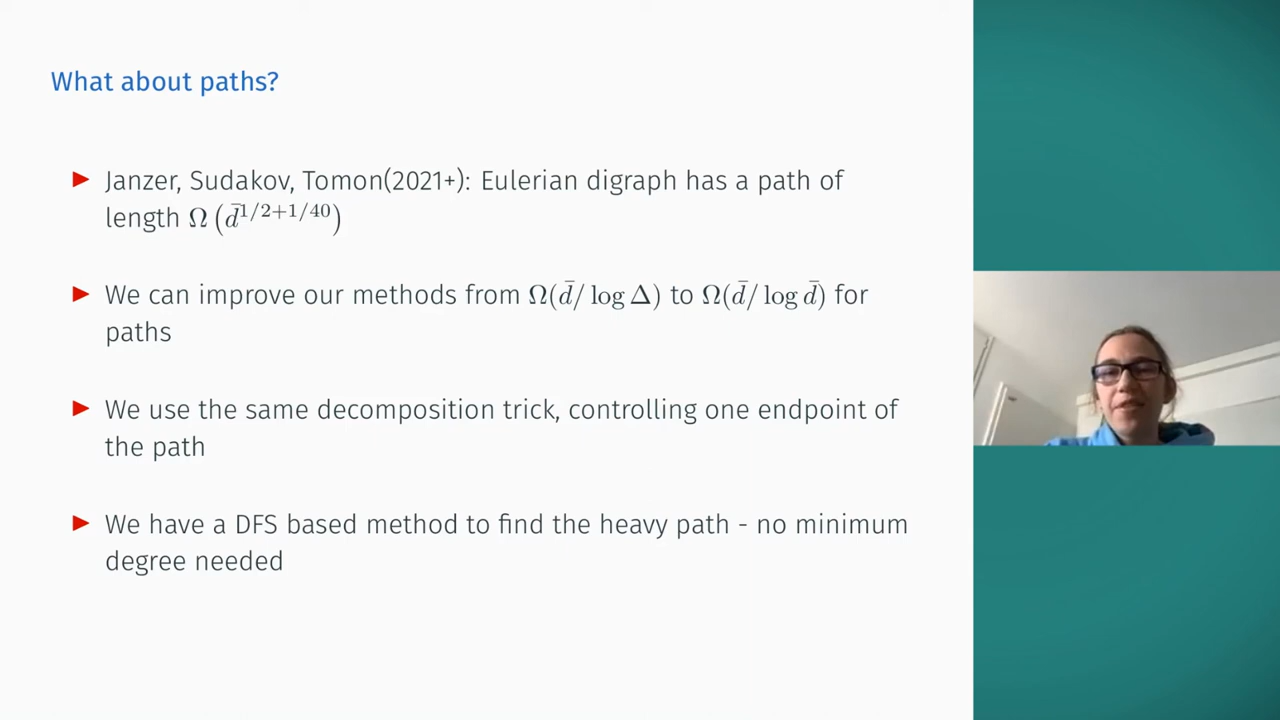 What about paths?
► Janzer, Sudakov, Tomon(2021+): Eulerian digraph has a path of
length Ω(d̄^{1/2+1/40})
► We can improve our methods from Ω(d̄/ log Δ) to Ω(d̄/ log d̄) for
paths
► We use the same decomposition trick, controlling one endpoint of
the path
► We have a DFS based method to find the heavy path - no minimum
degree needed